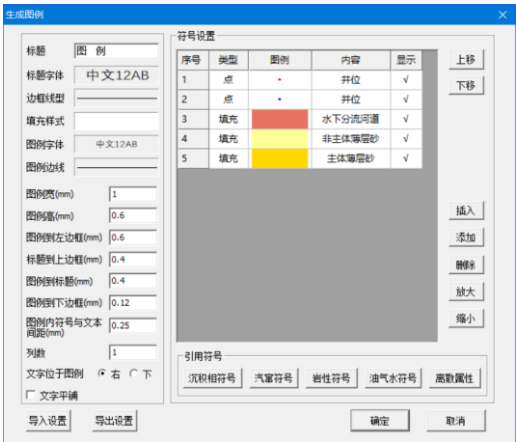 生成图例
标题 图 例
标题字体 中文12AB
边框线型
填充样式
图例字体 中文12AB
图例边线
图例宽(mm) 1
图例高(mm) 0.6
图例到左边框(mm) 0.6
标题到上边框(mm) 0.4
图例到标题(mm) 0.4
图例到下边框(mm) 0.12
图例内符号与文本间距(mm) 0.25
列数 1
文字位于图例 右 下
文字平铺
导入设置 导出设置
符号设置
序号 类型 图例 内容 显示
1 点 井位 √
2 点 井位 √
3 填充 水下分流河道 √
4 填充 非主体薄层砂 √
5 填充 主体薄层砂 √
上移
下移
插入
添加
删除
放大
缩小
引用符号
沉积相符号 汽窜符号 岩性符号 油气水符号 离散属性
确定 取消